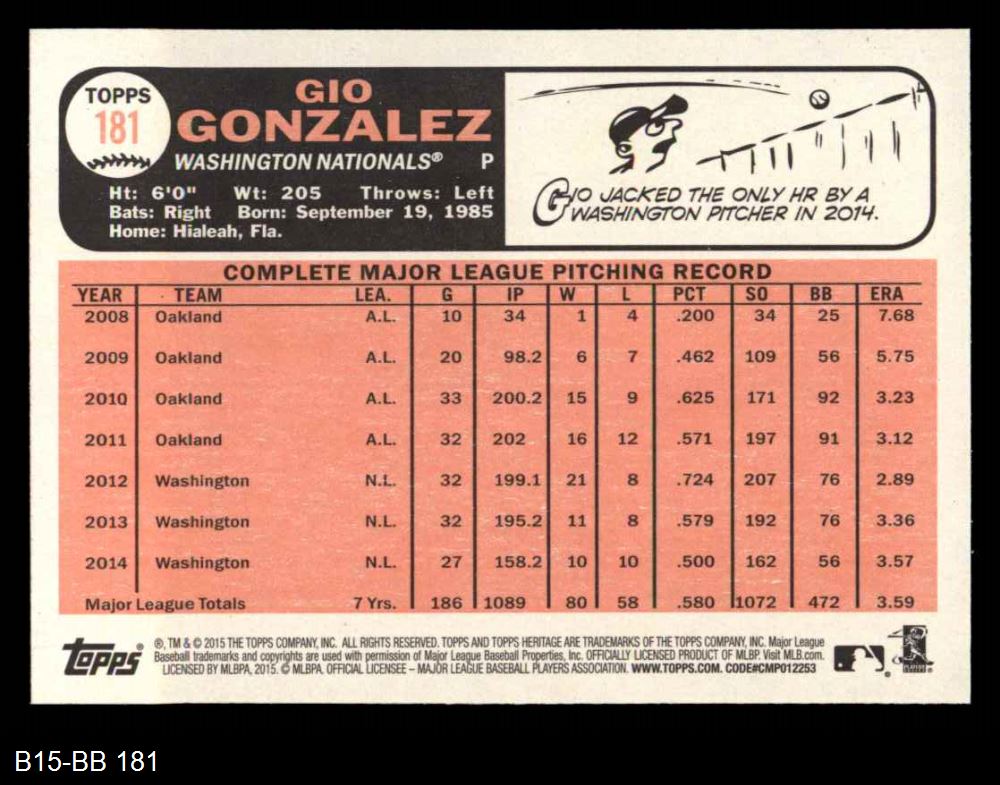 TOPPS
181
GIO
GONZALEZ
WASHINGTON NATIONALS® P
Ht: 6'0" Wt: 205 Throws: Left
Bats: Right Born: September 19, 1985
Home: Hialeah, Fla.
GIO JACKED THE ONLY HR BY A
WASHINGTON PITCHER IN 2014.
COMPLETE MAJOR LEAGUE PITCHING RECORD
YEAR TEAM LEA. G IP W L PCT SO BB ERA
2008 Oakland A.L. 10 34 1 4 .200 34 25 7.68
2009 Oakland A.L. 20 98.2 6 7 .462 109 56 5.75
2010 Oakland A.L. 33 200.2 15 9 .625 171 92 3.23
2011 Oakland A.L. 32 202 16 12 .571 197 91 3.12
2012 Washington N.L. 32 199.1 21 8 .724 207 76 2.89
2013 Washington N.L. 32 195.2 11 8 .579 192 76 3.36
2014 Washington N.L. 27 158.2 10 10 .500 162 56 3.57
Major League Totals 7 Yrs. 186 1089 80 58 .580 1072 472 3.59
Topps®
®, TM & © 2015 THE TOPPS COMPANY, INC. ALL RIGHTS RESERVED. TOPPS AND TOPPS HERITAGE ARE TRADEMARKS OF THE TOPPS COMPANY, INC. Major League
Baseball trademarks and copyrights are used with permission of Major League Baseball Properties, Inc. OFFICIALLY LICENSED PRODUCT OF MLBP. Visit MLB.com.
LICENSED BY MLBPA, 2015. © MLBPA. OFFICIAL LICENSEE – MAJOR LEAGUE BASEBALL PLAYERS ASSOCIATION. WWW.TOPPS.COM. CODE#CMP012253
B15-BB 181